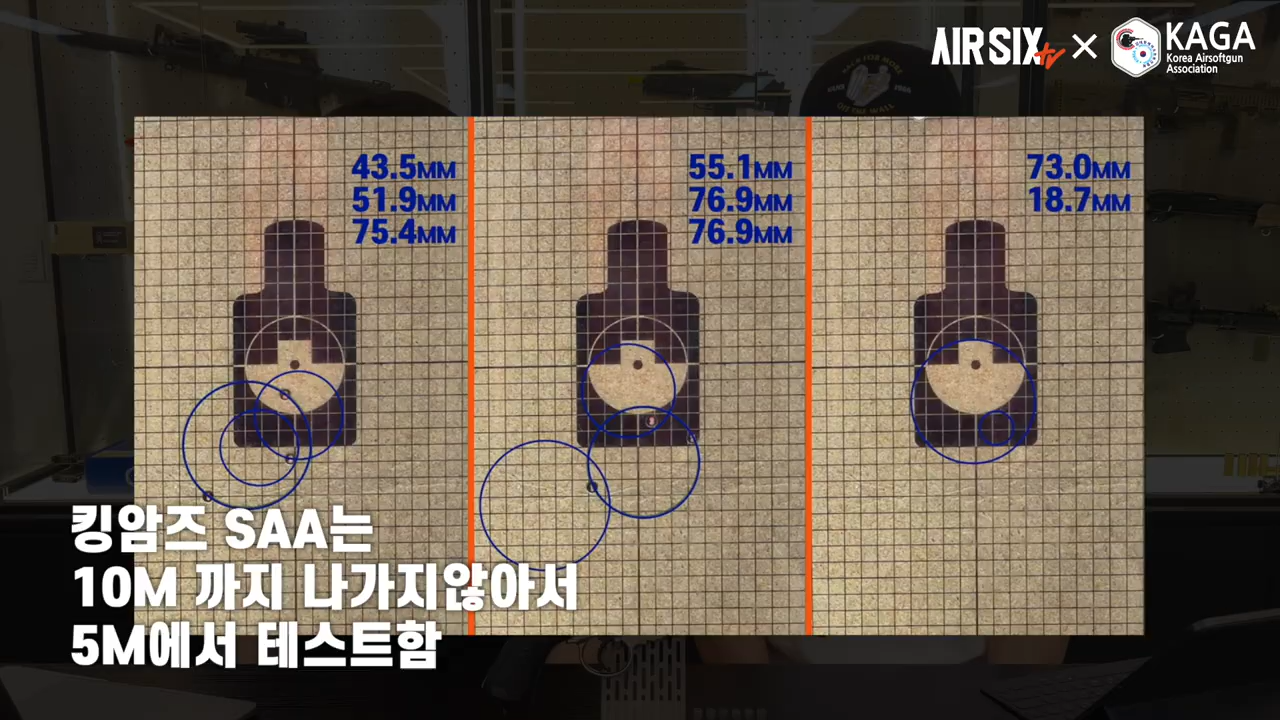 AIRSIX tv × KAGA
Korea Airsoftgun
Association
43.5MM
51.9MM
75.4MM
55.1MM
76.9MM
76.9MM
73.0MM
18.7MM
킹암즈 SAA는
10M 까지 나가지않아서
5M에서 테스트함